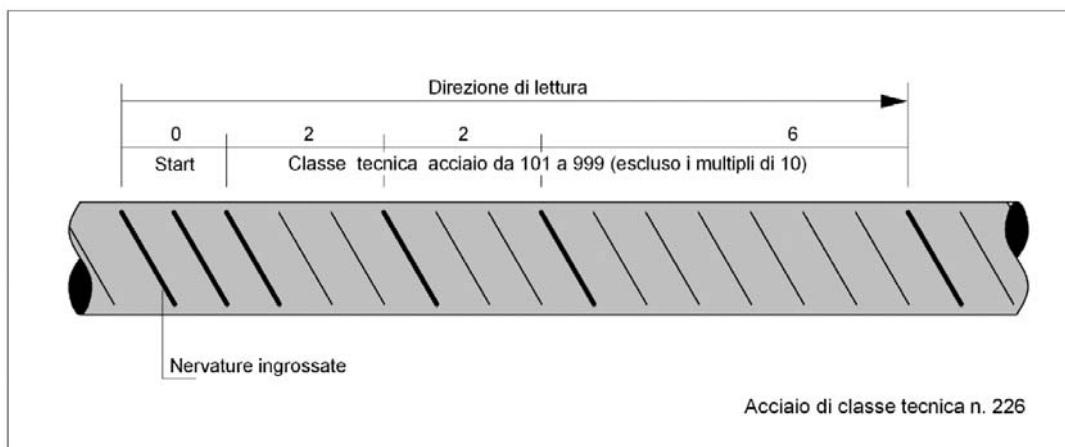 Direzione di lettura
0 2 2 6
Start Classe tecnica acciaio da 101 a 999 (escluso i multipli di 10)
Nervature ingrossate
Acciaio di classe tecnica n. 226